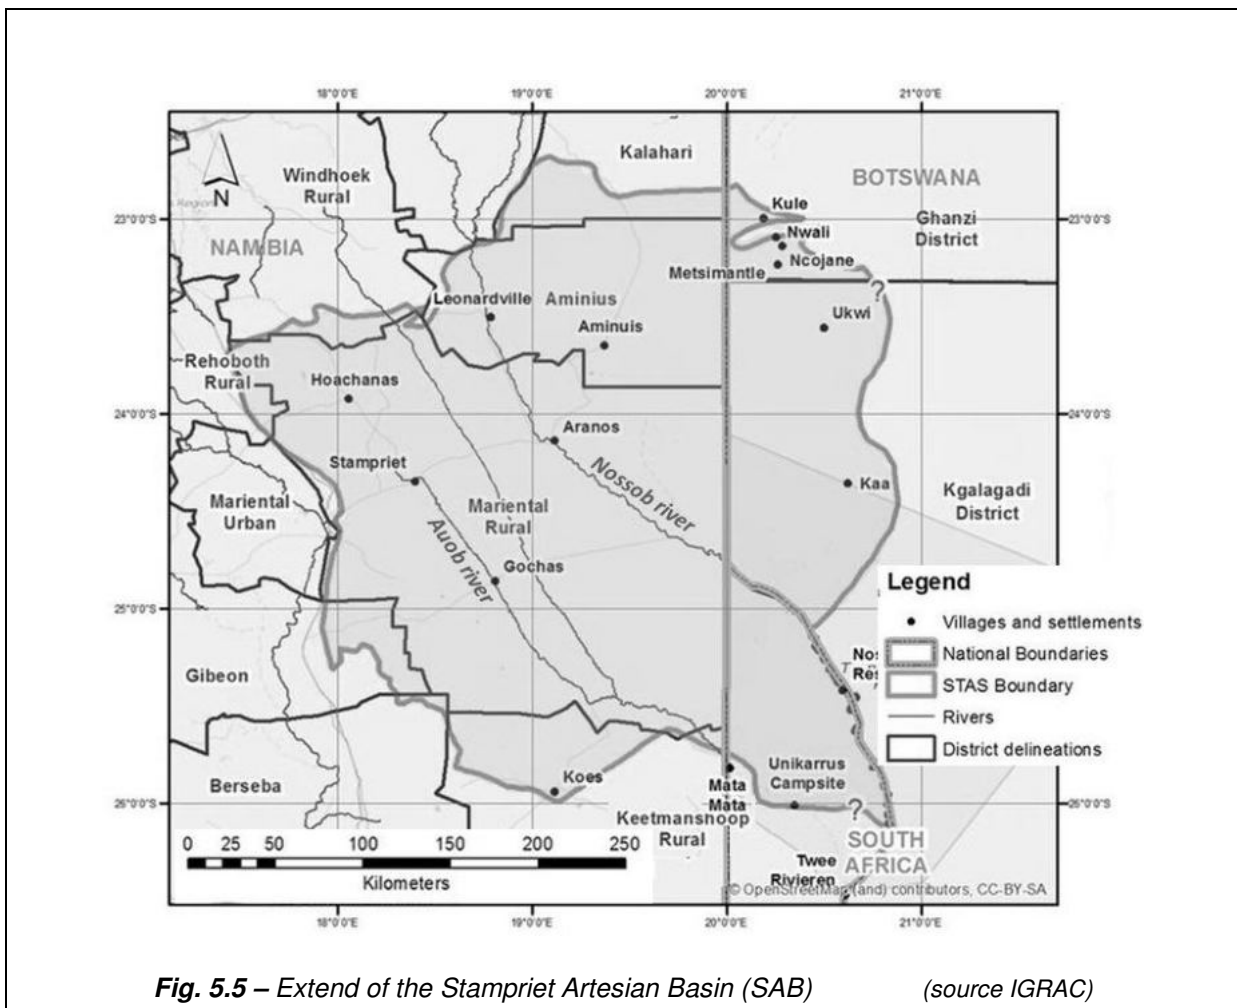 18°0'0"E 19°0'0"E 20°0'0"E 21°0'0"E
Kalahari
Windhoek
Rural
BOTSWANA
N
Kule
23°0'0"S
23°0'0"S
Ghanzi
District
Nwali
NAMIBIA
Ncojane
Metsimantle
Leonardville
Aminius
Ukwi
Aminuis
Rehoboth
Rural
Hoachanas
24°0'0"S
24°0'0"S
Aranos
Stampriet
Nossob river
Kaa
Kgalagadi
District
Mariental
Urban
Mariental
Rural
Auob river
Gochas
Legend
25°0'0"S
Villages and settlements
National Boundaries
STAS Boundary
Rivers
District delineations
Gibeon
Unikarrus
Campsite
Koes
Berseba
Mata
Mata
26°0'0"S
?
?
Keetmanshoop
Rural
SOUTH
AFRICA
0 25 50 100 150 200 250
Kilometers
Twee
Rivieren
© OpenStreetMap (and) contributors, CC-BY-SA
18°0'0"E 19°0'0"E 20°0'0"E 21°0'0"E
Fig. 5.5 – Extend of the Stampriet Artesian Basin (SAB) (source IGRAC)